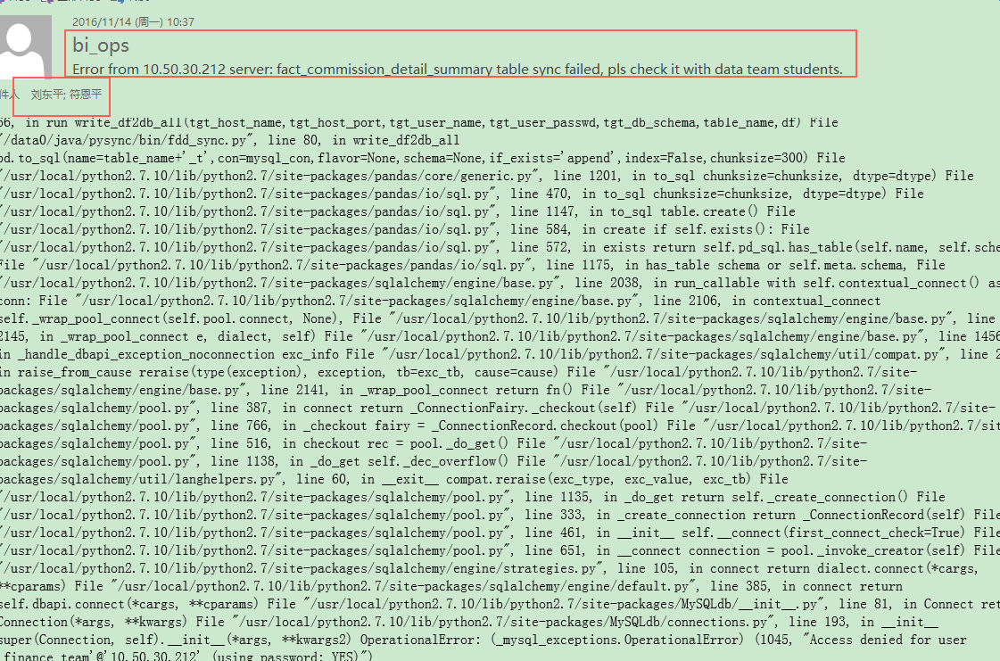 2016/11/14 (周一) 10:37
bi_ops
Error from 10.50.30.212 server: fact_commission_detail_summary table sync failed, pls check it with data team students.
件人 刘东平; 符恩平
66, in run write_df2db_all(tgt_host_name,tgt_host_port,tgt_user_name,tgt_user_passwd,tgt_db_schema,table_name,df) File
"/data0/java/pysync/bin/fdd_sync.py", line 80, in write_df2db_all
pd.to_sql(name=table_name+'_t',con=mysql_con,flavor=None,schema=None,if_exists='append',index=False,chunksize=300) File
"/usr/local/python2.7.10/lib/python2.7/site-packages/pandas/core/generic.py", line 1201, in to_sql chunksize=chunksize, dtype=dtype) File
"/usr/local/python2.7.10/lib/python2.7/site-packages/pandas/io/sql.py", line 470, in to_sql chunksize=chunksize, dtype=dtype) File
"/usr/local/python2.7.10/lib/python2.7/site-packages/pandas/io/sql.py", line 1147, in to_sql table.create() File
"/usr/local/python2.7.10/lib/python2.7/site-packages/pandas/io/sql.py", line 584, in create if self.exists(): File
"/usr/local/python2.7.10/lib/python2.7/site-packages/pandas/io/sql.py", line 572, in exists return self.pd_sql.has_table(self.name, self.sche
File "/usr/local/python2.7.10/lib/python2.7/site-packages/pandas/io/sql.py", line 1175, in has_table schema or self.meta.schema, File
"/usr/local/python2.7.10/lib/python2.7/site-packages/sqlalchemy/engine/base.py", line 2038, in run_callable with self.contextual_connect() as
conn: File "/usr/local/python2.7.10/lib/python2.7/site-packages/sqlalchemy/engine/base.py", line 2106, in contextual_connect
self._wrap_pool_connect(self.pool.connect, None), File "/usr/local/python2.7.10/lib/python2.7/site-packages/sqlalchemy/engine/base.py", line
2145, in _wrap_pool_connect e, dialect, self) File "/usr/local/python2.7.10/lib/python2.7/site-packages/sqlalchemy/engine/base.py", line 1456
in _handle_dbapi_exception_noconnection exc_info File "/usr/local/python2.7.10/lib/python2.7/site-packages/sqlalchemy/util/compat.py", line 2
in raise_from_cause reraise(type(exception), exception, tb=exc_tb, cause=cause) File "/usr/local/python2.7.10/lib/python2.7/site-
packages/sqlalchemy/engine/base.py", line 2141, in _wrap_pool_connect return fn() File "/usr/local/python2.7.10/lib/python2.7/site-
packages/sqlalchemy/pool.py", line 387, in connect return _ConnectionFairy._checkout(self) File "/usr/local/python2.7.10/lib/python2.7/site-
packages/sqlalchemy/pool.py", line 766, in _checkout fairy = _ConnectionRecord.checkout(pool) File "/usr/local/python2.7.10/lib/python2.7/sit
packages/sqlalchemy/pool.py", line 516, in checkout rec = pool._do_get() File "/usr/local/python2.7.10/lib/python2.7/site-
packages/sqlalchemy/pool.py", line 1138, in _do_get self._dec_overflow() File "/usr/local/python2.7.10/lib/python2.7/site-
packages/sqlalchemy/util/langhelpers.py", line 60, in __exit__ compat.reraise(exc_type, exc_value, exc_tb) File
"/usr/local/python2.7.10/lib/python2.7/site-packages/sqlalchemy/pool.py", line 1135, in _do_get return self._create_connection() File
"/usr/local/python2.7.10/lib/python2.7/site-packages/sqlalchemy/pool.py", line 333, in _create_connection return _ConnectionRecord(self) File
"/usr/local/python2.7.10/lib/python2.7/site-packages/sqlalchemy/pool.py", line 461, in __init__ self.__connect(first_connect_check=True) File
"/usr/local/python2.7.10/lib/python2.7/site-packages/sqlalchemy/pool.py", line 651, in __connect connection = pool._invoke_creator(self) File
"/usr/local/python2.7.10/lib/python2.7/site-packages/sqlalchemy/engine/strategies.py", line 105, in connect return dialect.connect(*cargs,
**cparams) File "/usr/local/python2.7.10/lib/python2.7/site-packages/sqlalchemy/engine/default.py", line 385, in connect return
self.dbapi.connect(*cargs, **cparams) File "/usr/local/python2.7.10/lib/python2.7/site-packages/MySQLdb/__init__.py", line 81, in Connect ret
Connection(*args, **kwargs) File "/usr/local/python2.7.10/lib/python2.7/site-packages/MySQLdb/connections.py", line 193, in __init__
super(Connection, self).__init__(*args, **kwargs2) OperationalError: (_mysql_exceptions.OperationalError) (1045, "Access denied for user
finance_team'@'10.50.30.212' (using password: YES)")